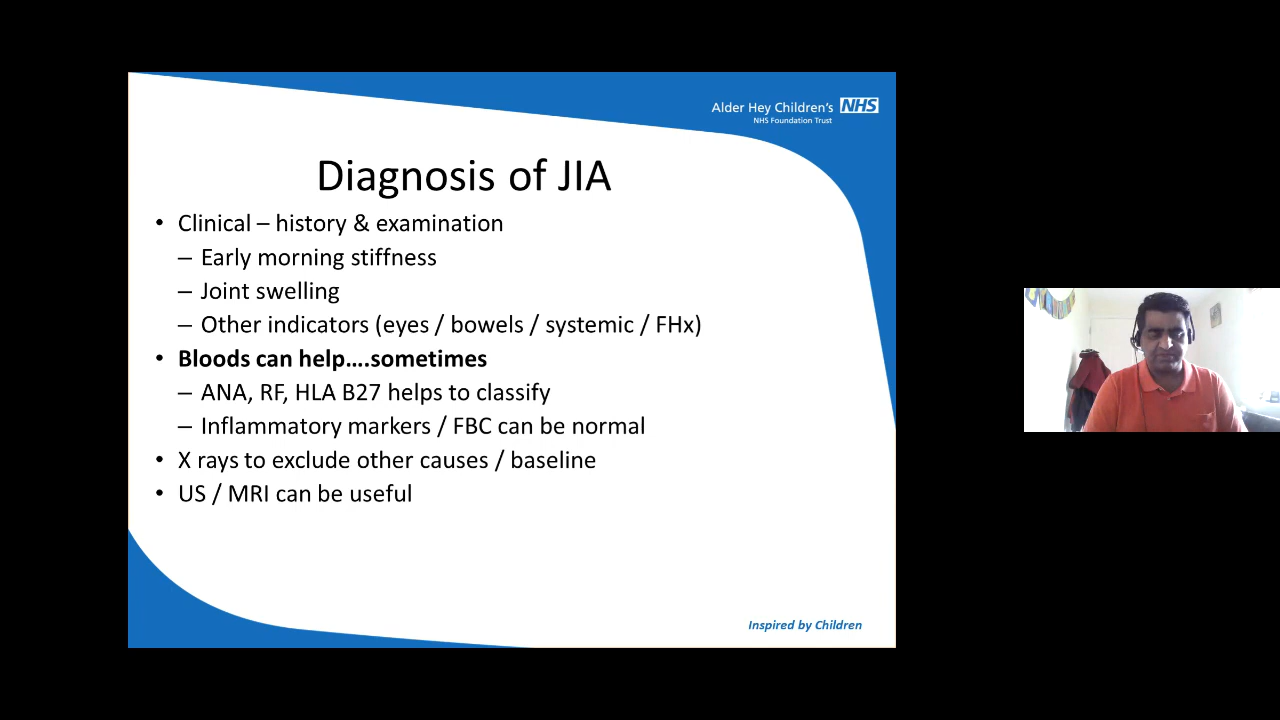 Alder Hey Children's NHS
NHS Foundation Trust
Diagnosis of JIA
• Clinical – history & examination
– Early morning stiffness
– Joint swelling
– Other indicators (eyes / bowels / systemic / FHx)
• Bloods can help....sometimes
– ANA, RF, HLA B27 helps to classify
– Inflammatory markers / FBC can be normal
• X rays to exclude other causes / baseline
• US / MRI can be useful
Inspired by Children